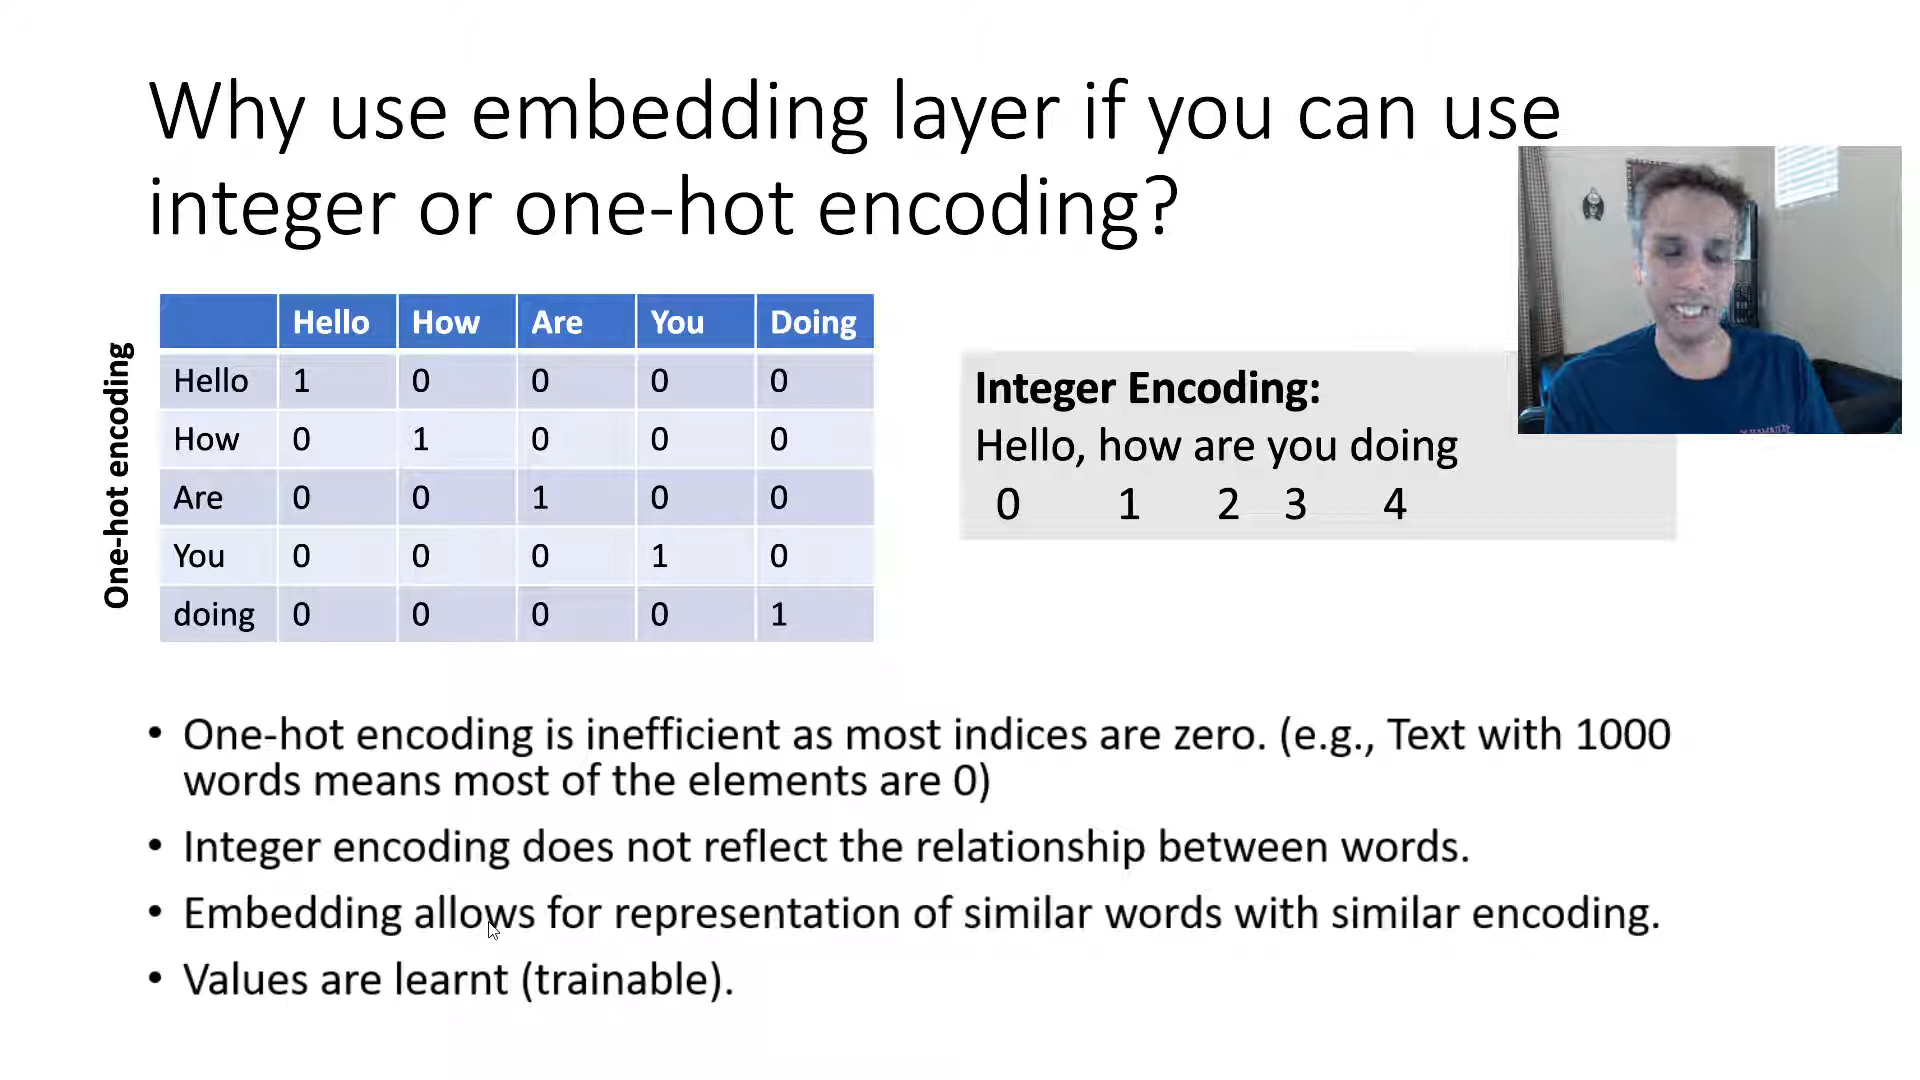 Why use embedding layer if you can use
integer or one-hot encoding?
One-hot encoding
Hello How Are You Doing
Hello 1 0 0 0 0
How 0 1 0 0 0
Are 0 0 1 0 0
You 0 0 0 1 0
doing 0 0 0 0 1
Integer Encoding:
Hello, how are you doing
0 1 2 3 4
• One-hot encoding is inefficient as most indices are zero. (e.g., Text with 1000
words means most of the elements are 0)
• Integer encoding does not reflect the relationship between words.
• Embedding allows for representation of similar words with similar encoding.
• Values are learnt (trainable).